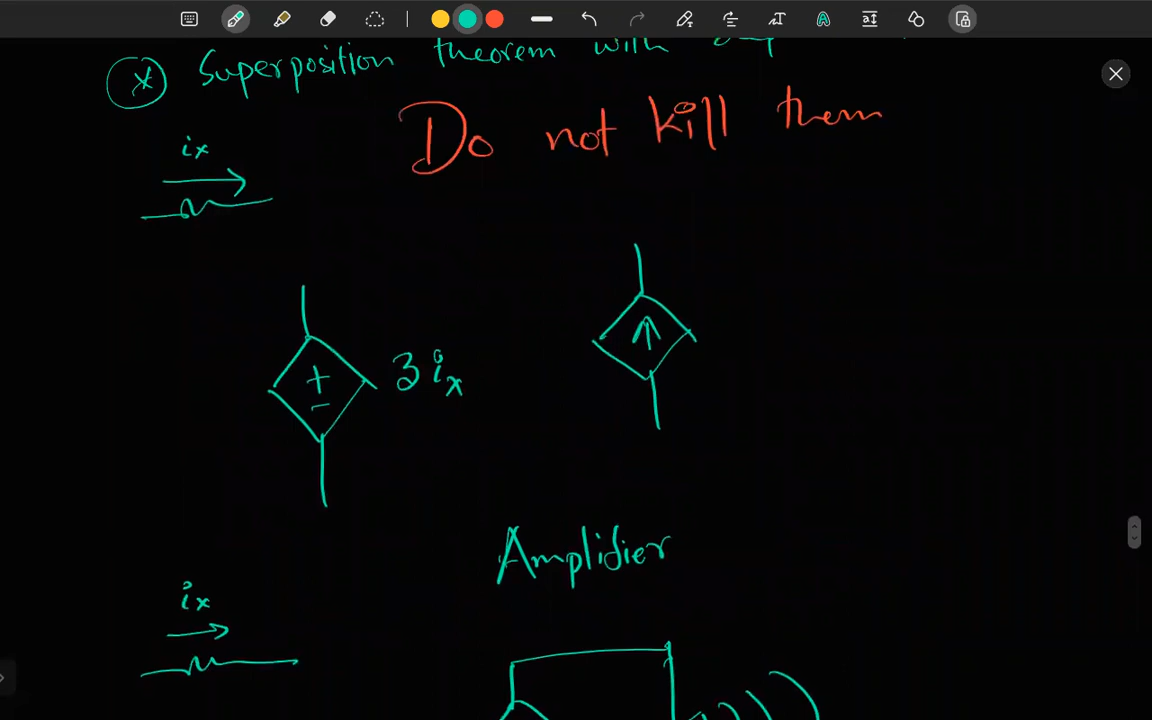 * Superposition theorem with
Do not kill them
ix
+
-
3ix
Amplifier
ix